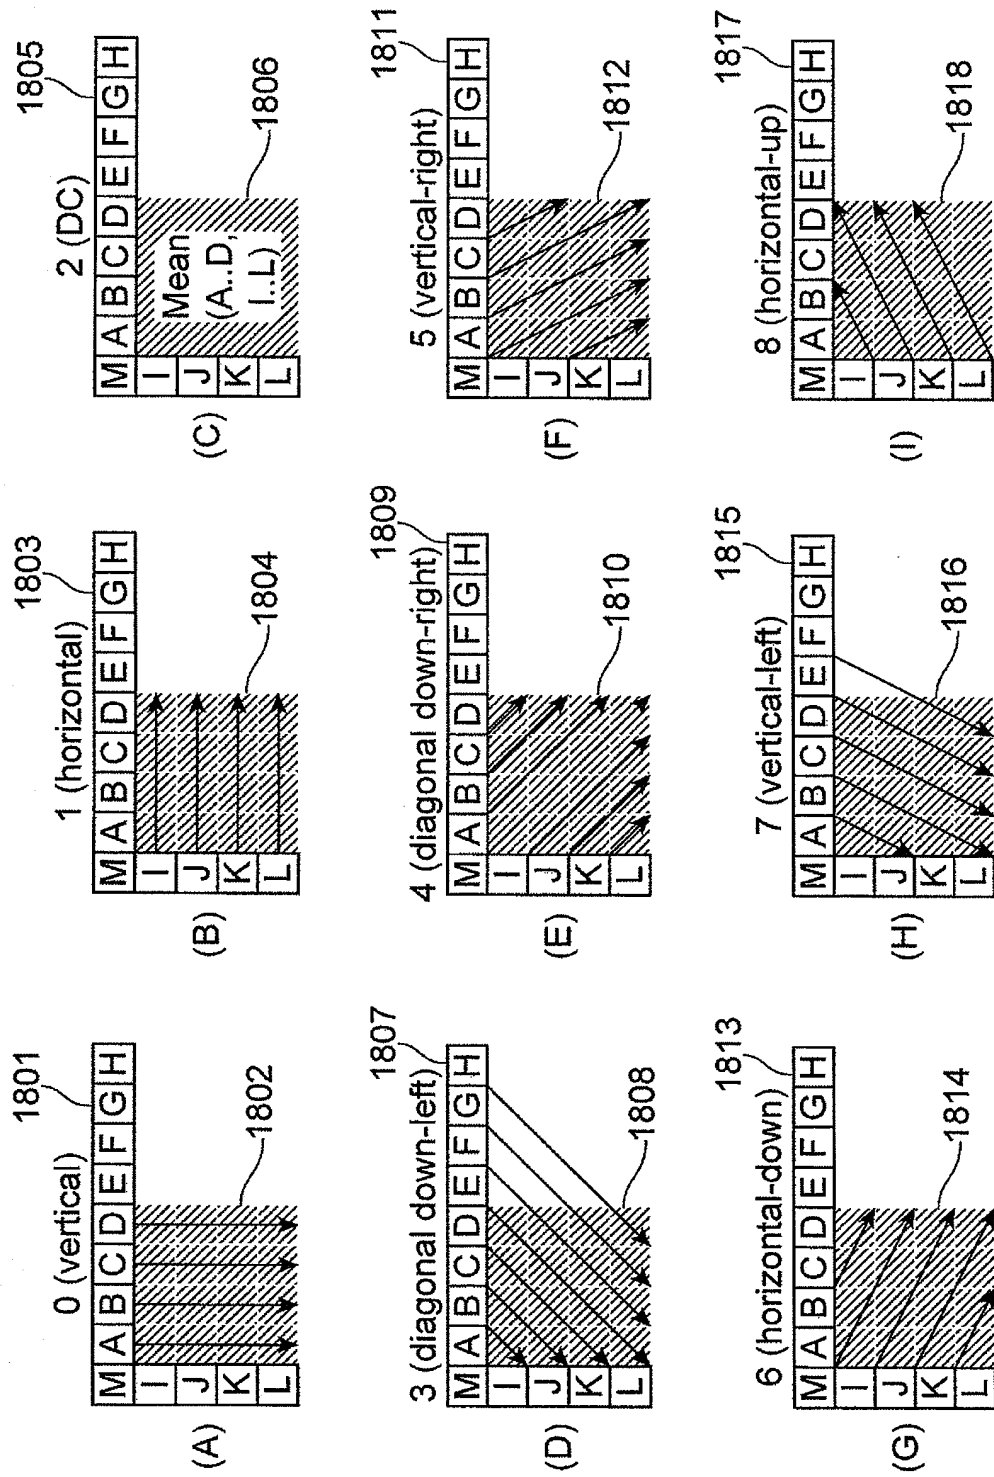 0 (vertical)
1801
M A B C D E F G H
I
J
K
L
1802
(A)
1 (horizontal)
1803
M A B C D E F G H
I
J
K
L
1804
(B)
2 (DC)
1805
M A B C D E F G H
I
J
K
L
Mean
(A..D,
I..L)
1806
(C)
3 (diagonal down-left)
1807
M A B C D E F G H
I
J
K
L
1808
(D)
4 (diagonal down-right)
1809
M A B C D E F G H
I
J
K
L
1810
(E)
5 (vertical-right)
1811
M A B C D E F G H
I
J
K
L
1812
(F)
6 (horizontal-down)
1813
M A B C D E F G H
I
J
K
L
1814
(G)
7 (vertical-left)
1815
M A B C D E F G H
I
J
K
L
1816
(H)
8 (horizontal-up)
1817
M A B C D E F G H
I
J
K
L
1818
(I)